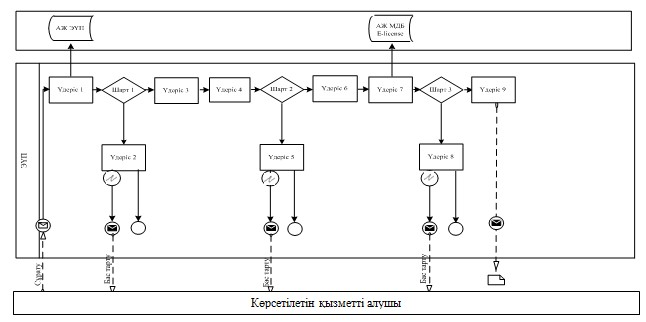 АЖ ЭҮП
АЖ МДБ
E-license
ЭҮП
Үдеріс 1
Шарт 1
Үдеріс 3
Үдеріс 4
Шарт 2
Үдеріс 6
Үдеріс 7
Шарт 3
Үдеріс 9
Үдеріс 2
Үдеріс 5
Үдеріс 8
Сұрату
Бас тарту
Бас тарту
Бас тарту
Көрсетілетін қызметті алушы